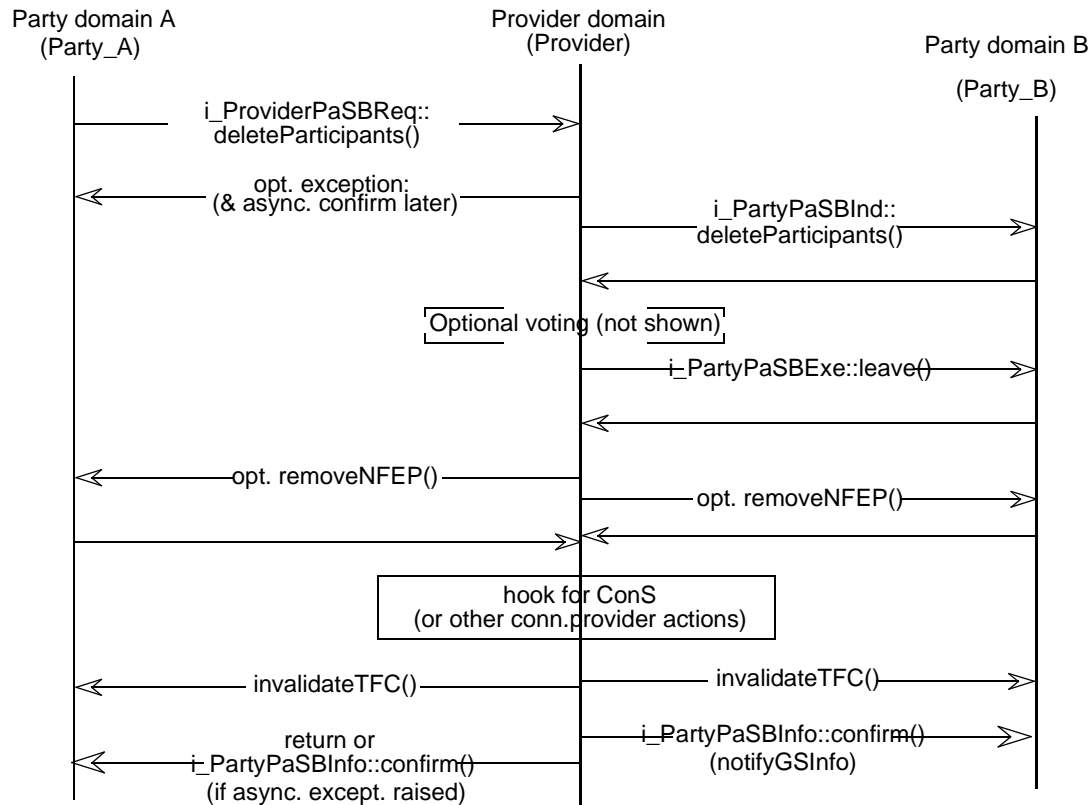 Party domain A
(Party_A)
Provider domain
(Provider)
Party domain B
(Party_B)
i_ProviderPaSBReq::
deleteParticipants()
opt. exception:
(& async. confirm later)
i_PartyPaSBInd::
deleteParticipants()
Optional voting (not shown)
i_PartyPaSBExe::leave()
opt. removeNFEP()
opt. removeNFEP()
hook for ConS
(or other conn.provider actions)
invalidateTFC()
invalidateTFC()
i_PartyPaSBInfo::confirm()
(notifyGSInfo)
return or
i_PartyPaSBInfo::confirm()
(if async. except. raised)